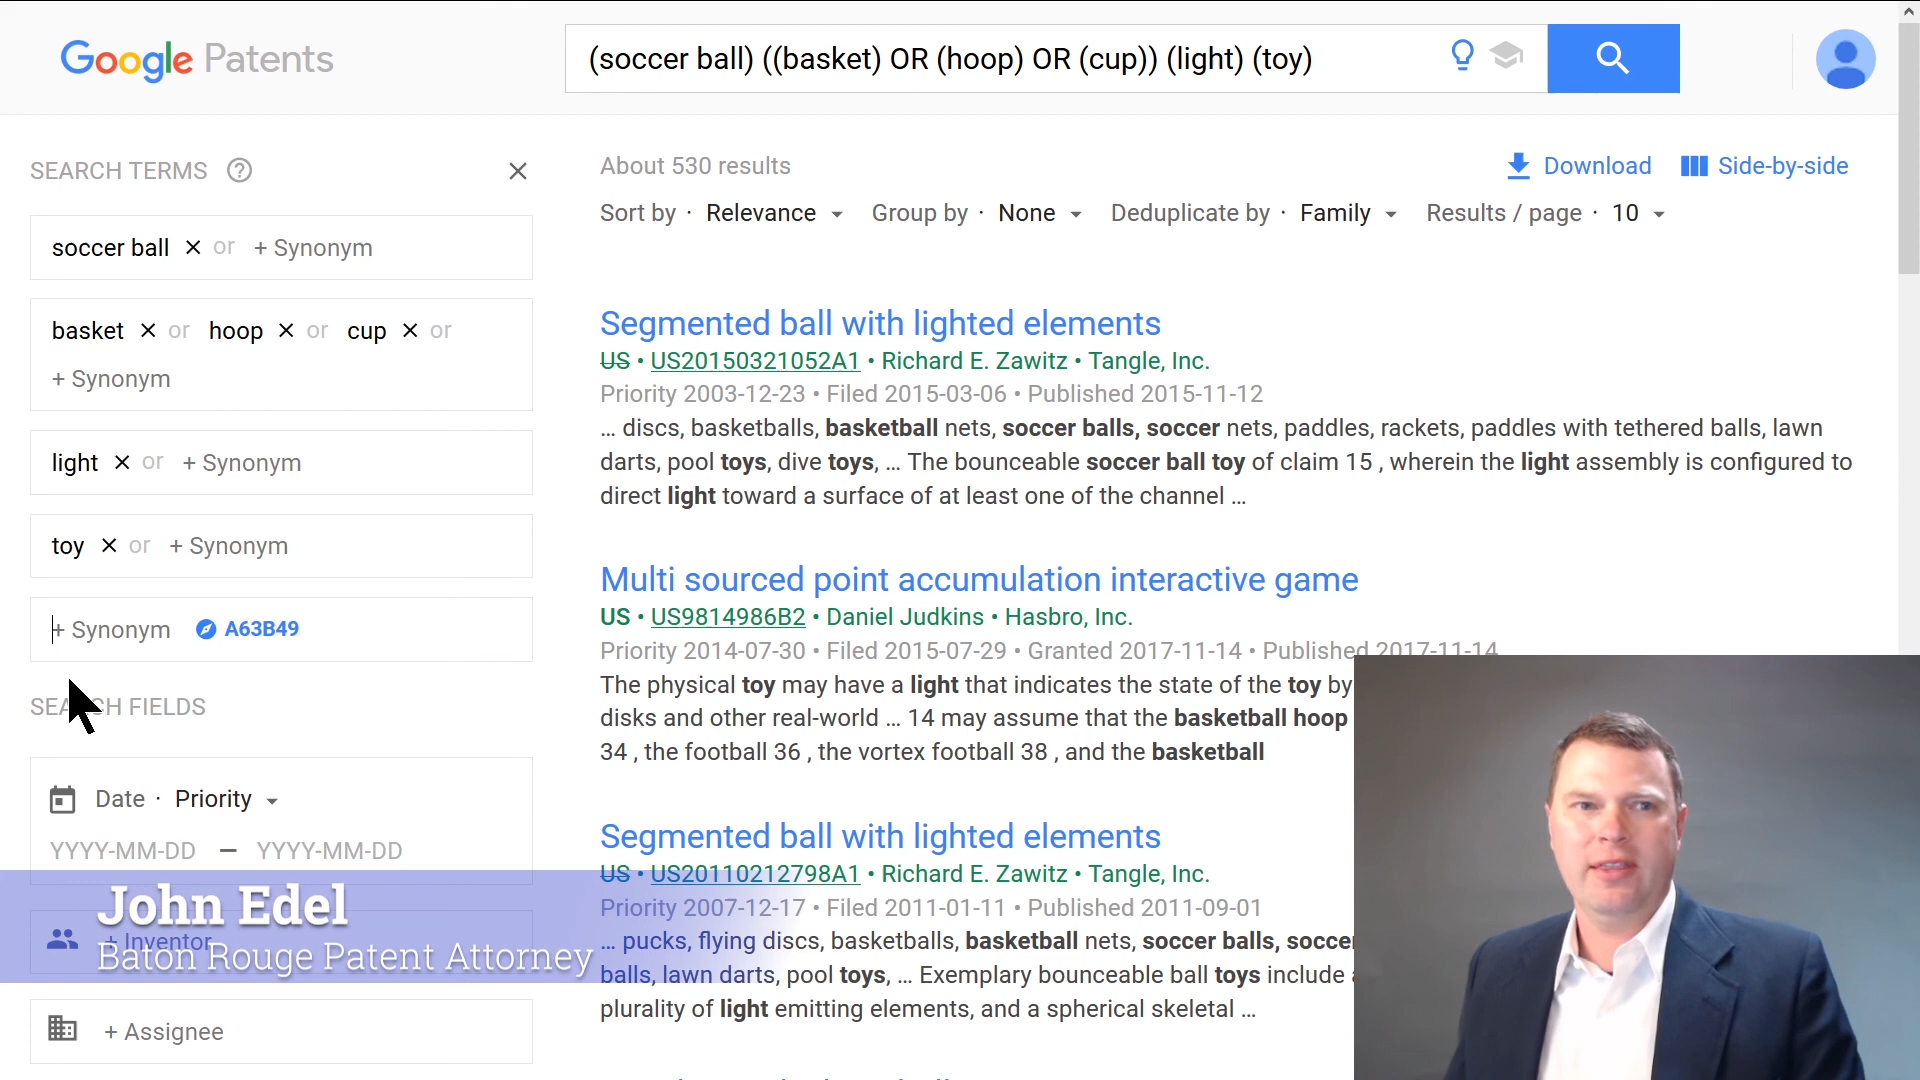 Google Patents
(soccer ball) ((basket) OR (hoop) OR (cup)) (light) (toy)
SEARCH TERMS ?
soccer ball × or + Synonym
basket × or hoop × or cup × or
+ Synonym
light × or + Synonym
toy × or + Synonym
+ Synonym A63B49
SEARCH FIELDS
Date · Priority
YYYY-MM-DD — YYYY-MM-DD
+ Inventor
John Edel
Baton Rouge Patent Attorney
+ Assignee
About 530 results
Download Side-by-side
Sort by · Relevance Group by · None Deduplicate by · Family Results / page · 10
Segmented ball with lighted elements
US • US20150321052A1 • Richard E. Zawitz • Tangle, Inc.
Priority 2003-12-23 • Filed 2015-03-06 • Published 2015-11-12
… discs, basketballs, basketball nets, soccer balls, soccer nets, paddles, rackets, paddles with tethered balls, lawn
darts, pool toys, dive toys, … The bounceable soccer ball toy of claim 15 , wherein the light assembly is configured to
direct light toward a surface of at least one of the channel …
Multi sourced point accumulation interactive game
US • US9814986B2 • Daniel Judkins • Hasbro, Inc.
Priority 2014-07-30 • Filed 2015-07-29 • Granted 2017-11-14 • Published 2017-11-14
The physical toy may have a light that indicates the state of the toy by
disks and other real-world … 14 may assume that the basketball hoop
34 , the football 36 , the vortex football 38 , and the basketball
Segmented ball with lighted elements
US • US20110212798A1 • Richard E. Zawitz • Tangle, Inc.
Priority 2007-12-17 • Filed 2011-01-11 • Published 2011-09-01
… pucks, flying discs, basketballs, basketball nets, soccer balls, soccer
balls, lawn darts, pool toys, … Exemplary bounceable ball toys include
plurality of light emitting elements, and a spherical skeletal …